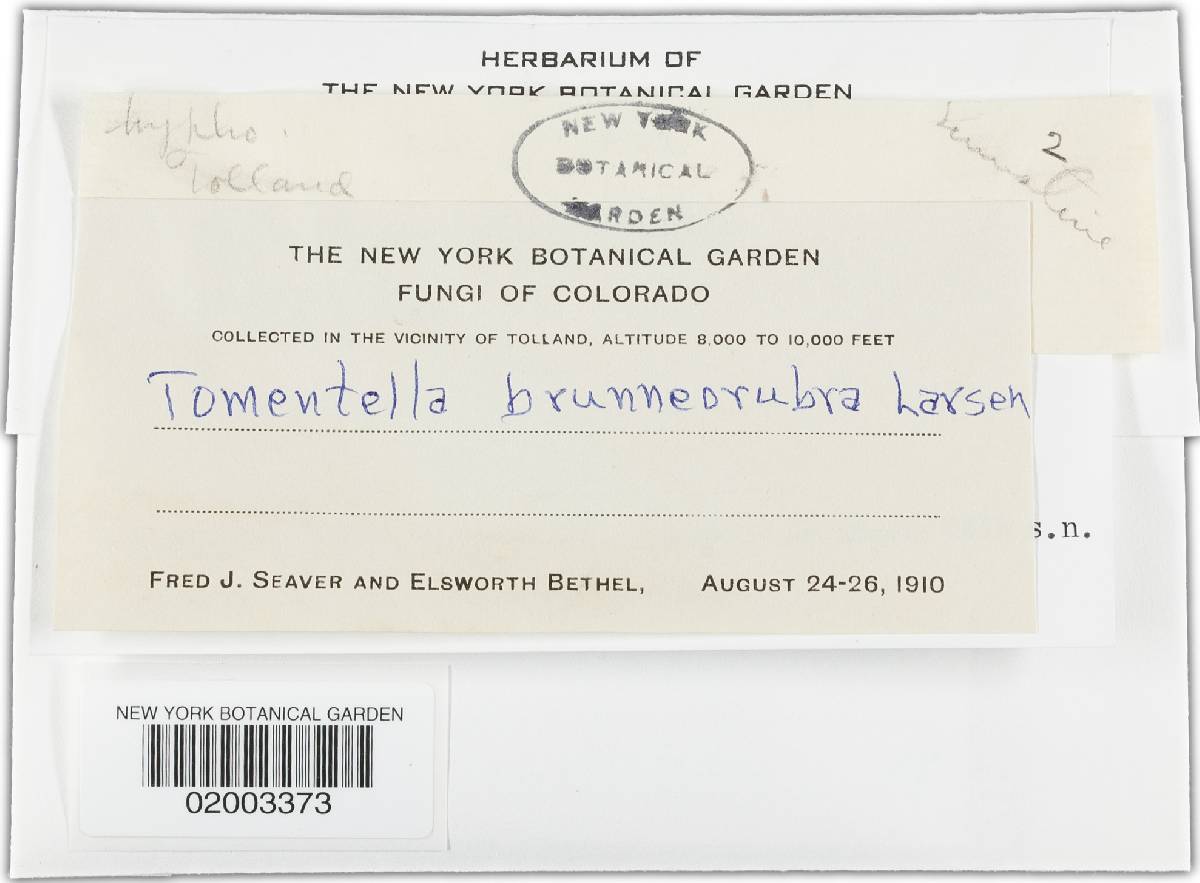 HERBARIUM OF
THE NEW YORK BOTANICAL GARDEN
hypho.
Tolland
NEW YORK
BOTANICAL
GARDEN
2
THE NEW YORK BOTANICAL GARDEN
FUNGI OF COLORADO
COLLECTED IN THE VICINITY OF TOLLAND, ALTITUDE 8,000 TO 10,000 FEET
Tomentella brunneorubra Larsen
s.n.
FRED J. SEAVER AND ELSWORTH BETHEL, AUGUST 24-26, 1910
NEW YORK BOTANICAL GARDEN
02003373